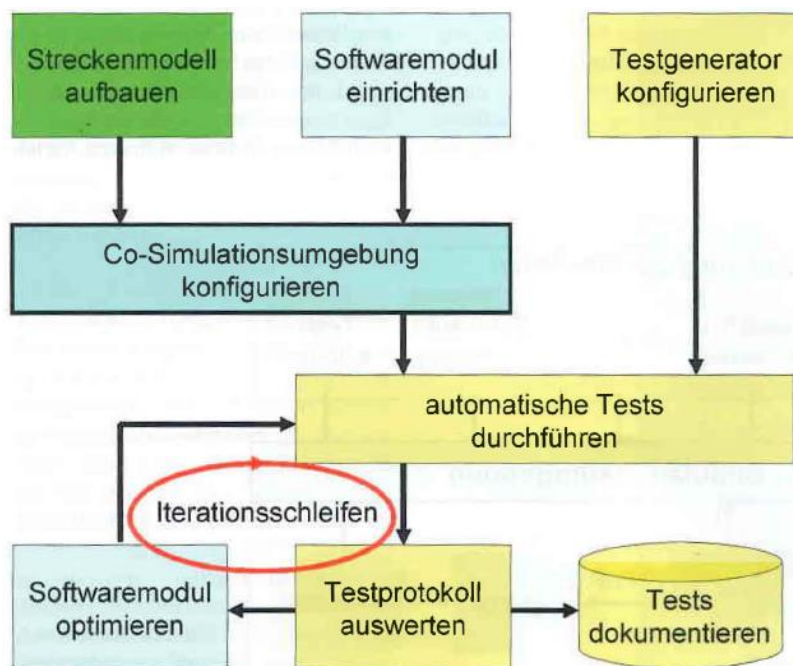 Streckenmodell
aufbauen
Softwaremodul
einrichten
Testgenerator
konfigurieren
Co-Simulationsumgebung
konfigurieren
automatische Tests
durchführen
Iterationsschleifen
Softwaremodul
optimieren
Testprotokoll
auswerten
Tests
dokumentieren